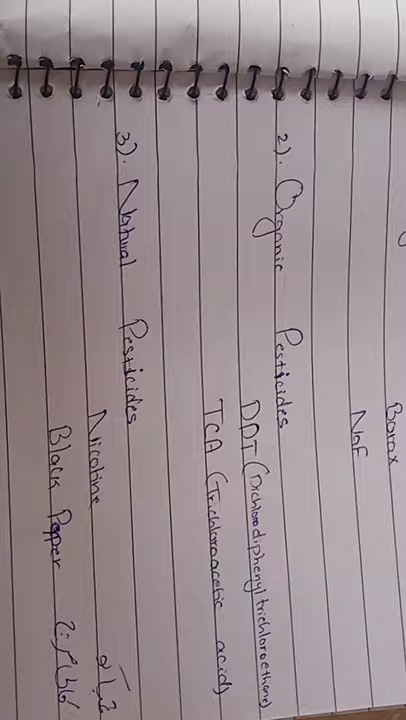 Borax
NaF
2). Organic Pesticides
DDT (Dichlorodiphenyltrichloroethane)
TCA (Trichloroacetic acid)
3). Natural Pesticides
Nicotine
Black Pepper